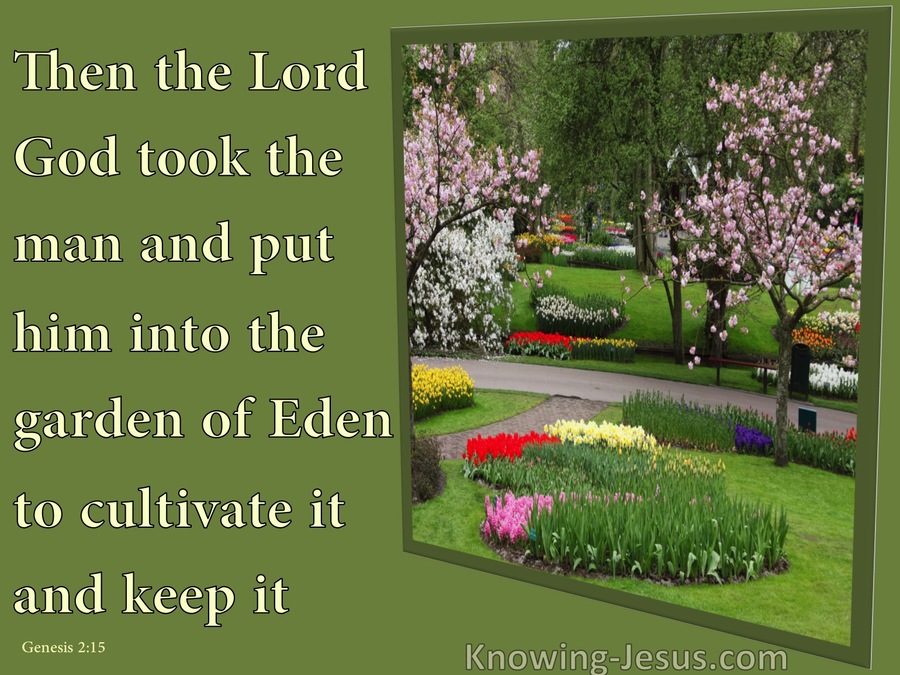 Then the Lord
God took the
man and put
him into the
garden of Eden
to cultivate it
and keep it
Genesis 2:15
Knowing-Jesus.com